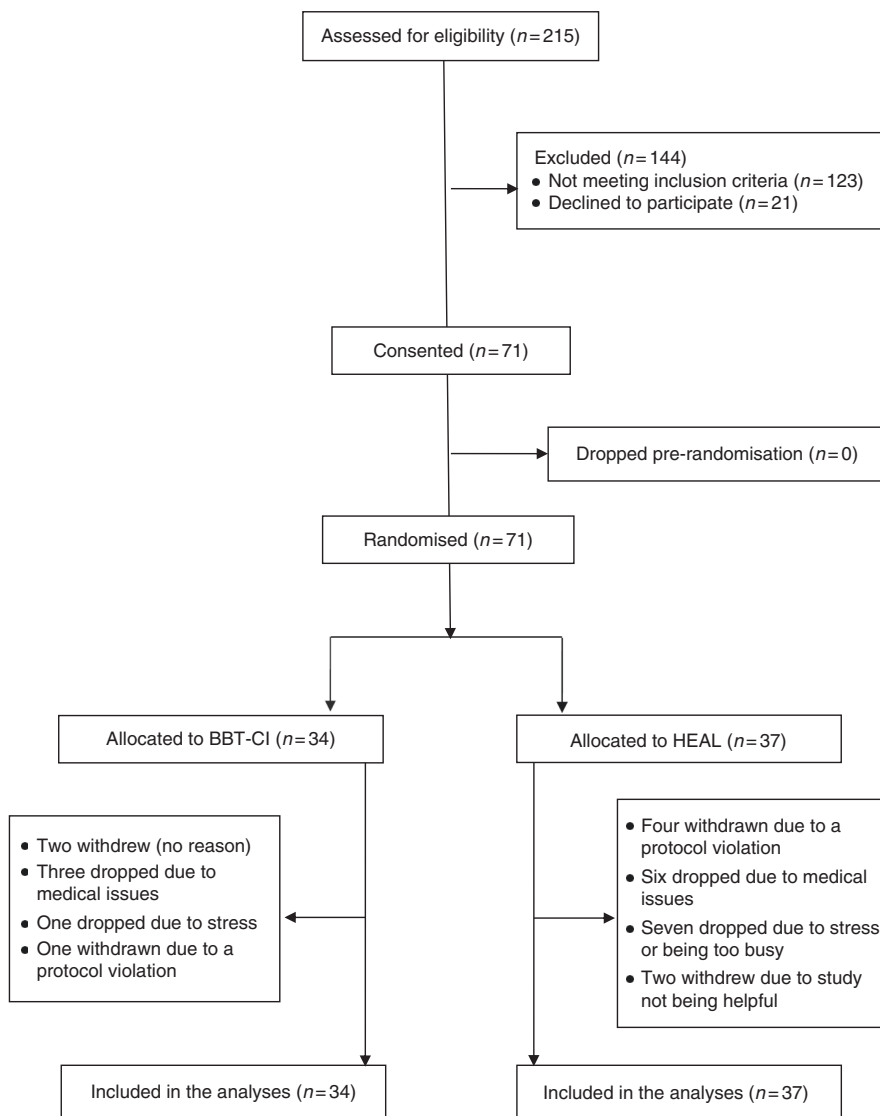 Assessed for eligibility (n=215)
Excluded (n=144)
● Not meeting inclusion criteria (n=123)
● Declined to participate (n=21)
Consented (n=71)
Dropped pre-randomisation (n=0)
Randomised (n=71)
Allocated to BBT-CI (n=34)
Allocated to HEAL (n=37)
● Two withdrew (no reason)
● Three dropped due to
medical issues
● One dropped due to stress
● One withdrawn due to a
protocol violation
● Four withdrawn due to a
protocol violation
● Six dropped due to medical
issues
● Seven dropped due to stress
or being too busy
● Two withdrew due to study
not being helpful
Included in the analyses (n=34)
Included in the analyses (n=37)